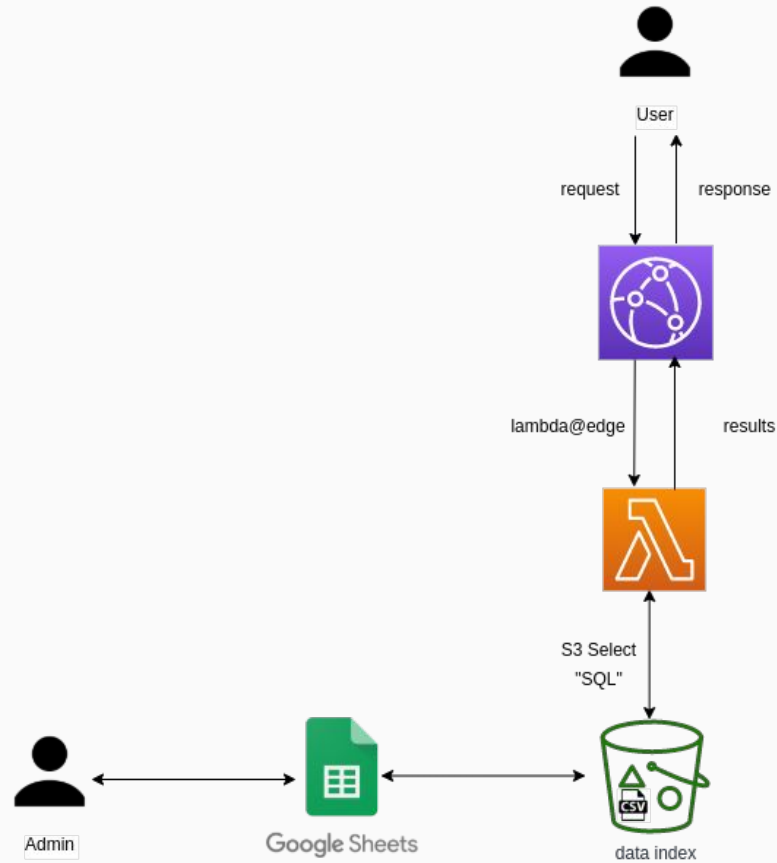 User
request
response
lambda@edge
results
S3 Select
"SQL"
CSV
Admin
Google Sheets
data index